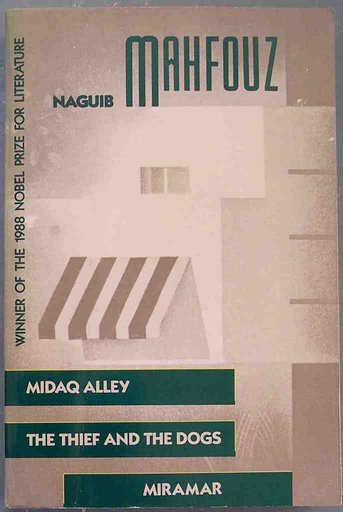 WINNER OF THE 1988 NOBEL PRIZE FOR LITERATURE
NAGUIB MAHFOUZ
MIDAQ ALLEY
THE THIEF AND THE DOGS
MIRAMAR